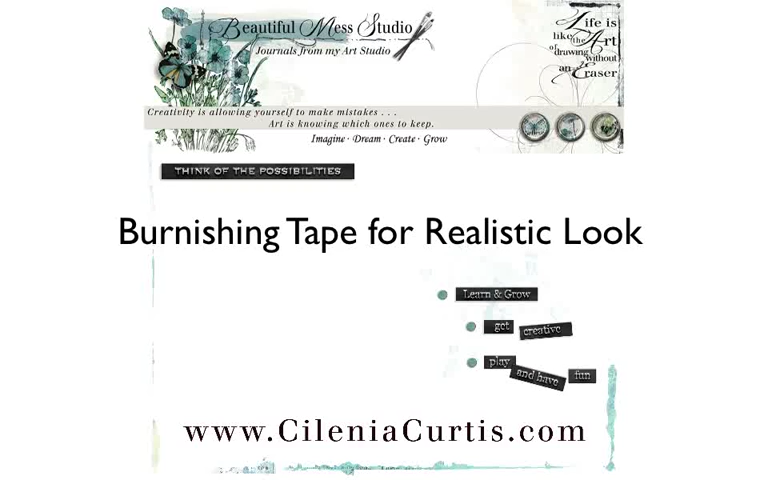 Beautiful Mess Studio
Journals from my Art Studio
Life is
like the Art
of drawing without
an Eraser
Creativity is allowing yourself to make mistakes . . .
Art is knowing which ones to keep.
Imagine · Dream · Create · Grow
THINK OF THE POSSIBILITIES
Burnishing Tape for Realistic Look
Learn & Grow
get creative
play and have fun
www.CileniaCurtis.com